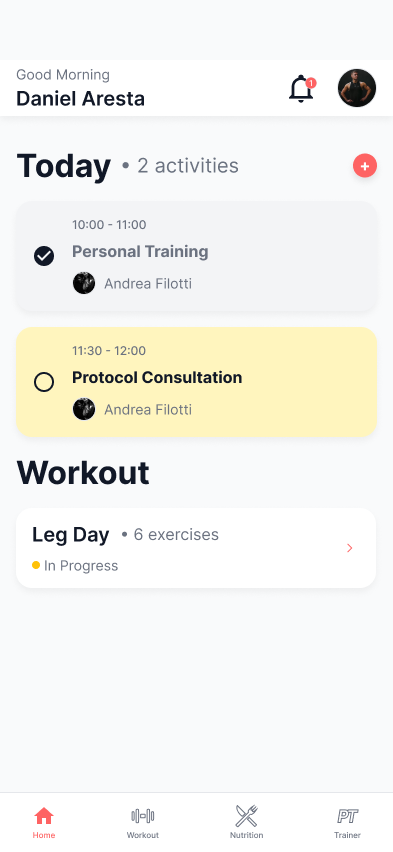 Good Morning
Daniel Aresta
1
Today • 2 activities
10:00 - 11:00
Personal Training
Andrea Filotti
11:30 - 12:00
Protocol Consultation
Andrea Filotti
Workout
Leg Day • 6 exercises
In Progress
Home Workout Nutrition PT Trainer